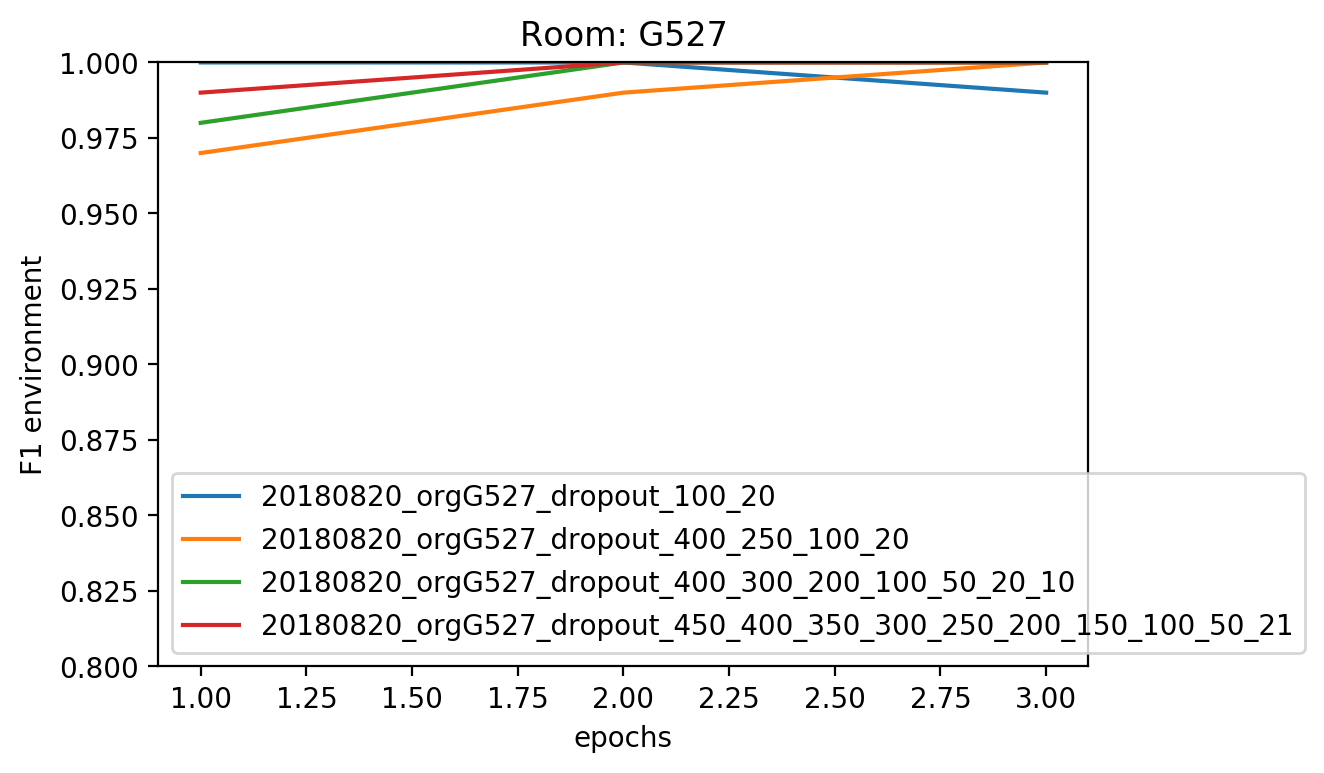 Room: G527
1.000
0.975
0.950
0.925
0.900
0.875
0.850
0.825
0.800
F1 environment
20180820_orgG527_dropout_100_20
20180820_orgG527_dropout_400_250_100_20
20180820_orgG527_dropout_400_300_200_100_50_20_10
20180820_orgG527_dropout_450_400_350_300_250_200_150_100_50_21
1.00 1.25 1.50 1.75 2.00 2.25 2.50 2.75 3.00
epochs